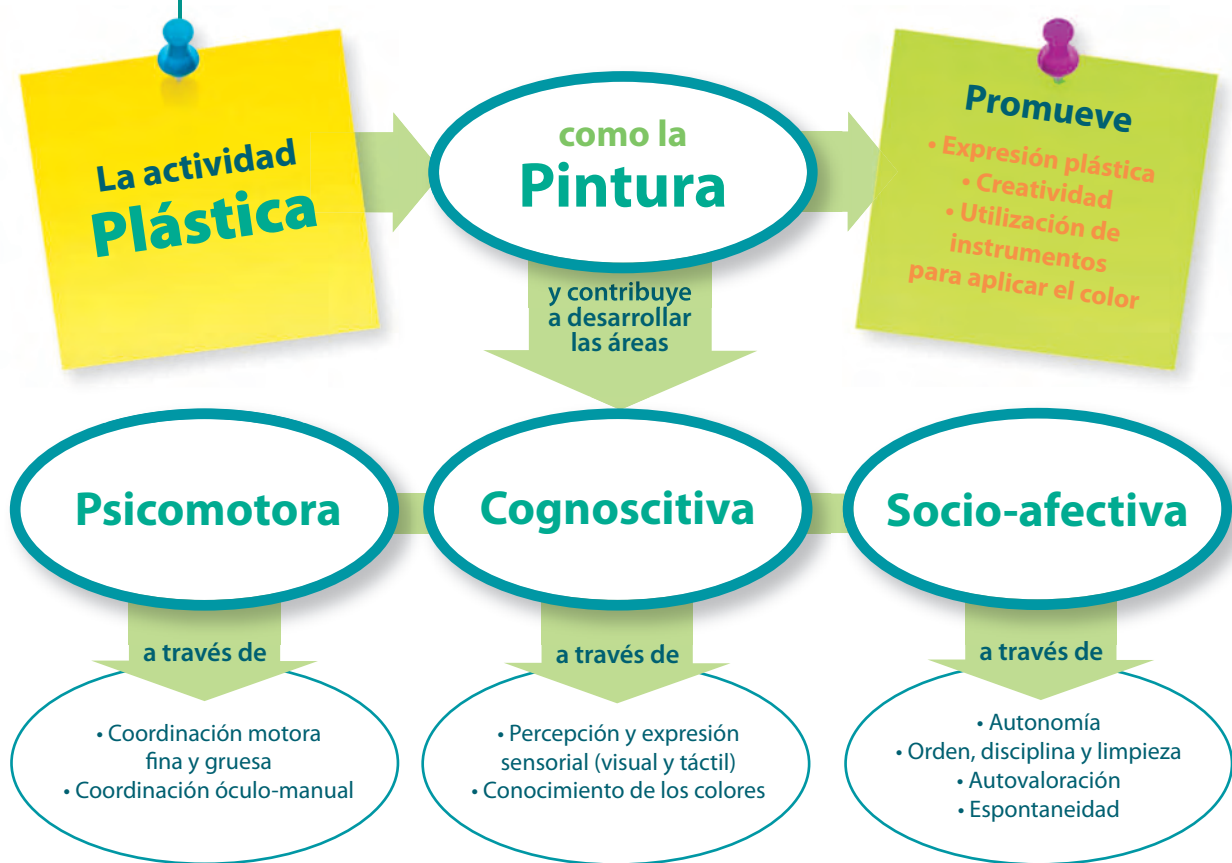 La actividad
Plástica
como la
Pintura
Promueve
• Expresión plástica
• Creatividad
• Utilización de
instrumentos
para aplicar el color
y contribuye
a desarrollar
las áreas
Psicomotora
Cognoscitiva
Socio-afectiva
a través de
a través de
a través de
• Coordinación motora
fina y gruesa
• Coordinación óculo-manual
• Percepción y expresión
sensorial (visual y táctil)
• Conocimiento de los colores
• Autonomía
• Orden, disciplina y limpieza
• Autovaloración
• Espontaneidad